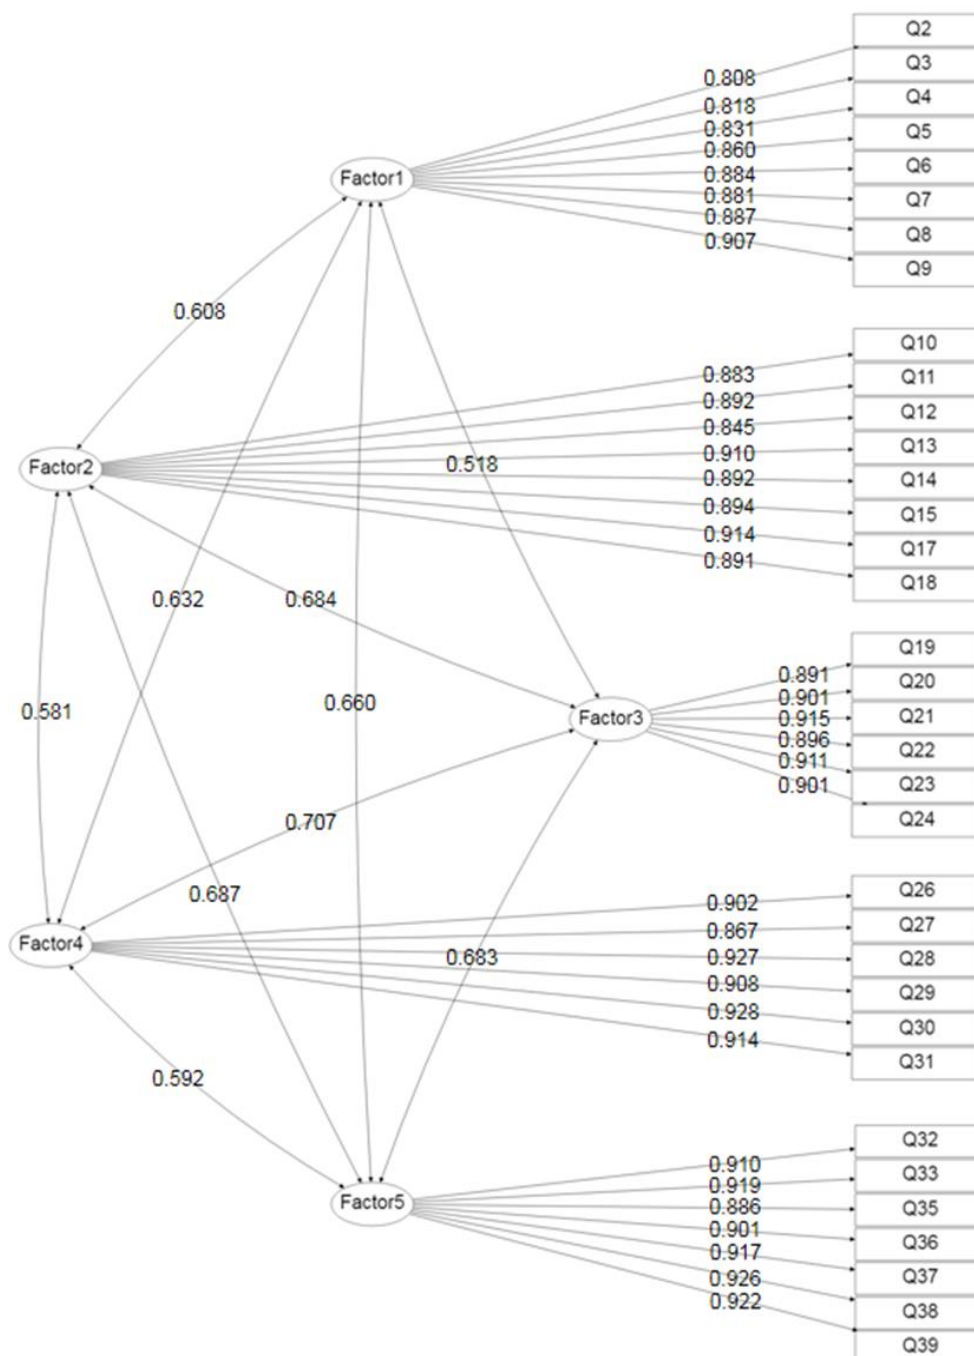 Q2
Q3
0.808
Q4
0.818
0.831
Q5
0.860
Q6
0.884
Factor1
0.881
Q7
0.887
Q8
0.907
Q9
0.608
Q10
0.883
Q11
0.892
Q12
0.845
Q13
0.910
Factor2
0.518
0.892
Q14
0.894
Q15
0.914
Q17
0.891
Q18
0.632
0.684
Q19
0.891
Q20
0.901
0.660
0.581
Factor3
0.915
Q21
0.896
Q22
0.911
Q23
0.901
Q24
0.707
0.687
Q26
0.902
Q27
0.867
Factor4
0.683
0.927
Q28
0.908
Q29
0.928
Q30
0.914
Q31
0.592
Q32
0.910
Q33
0.919
Factor5
0.886
Q35
0.901
Q36
0.917
Q37
0.926
0.922
Q38
Q39